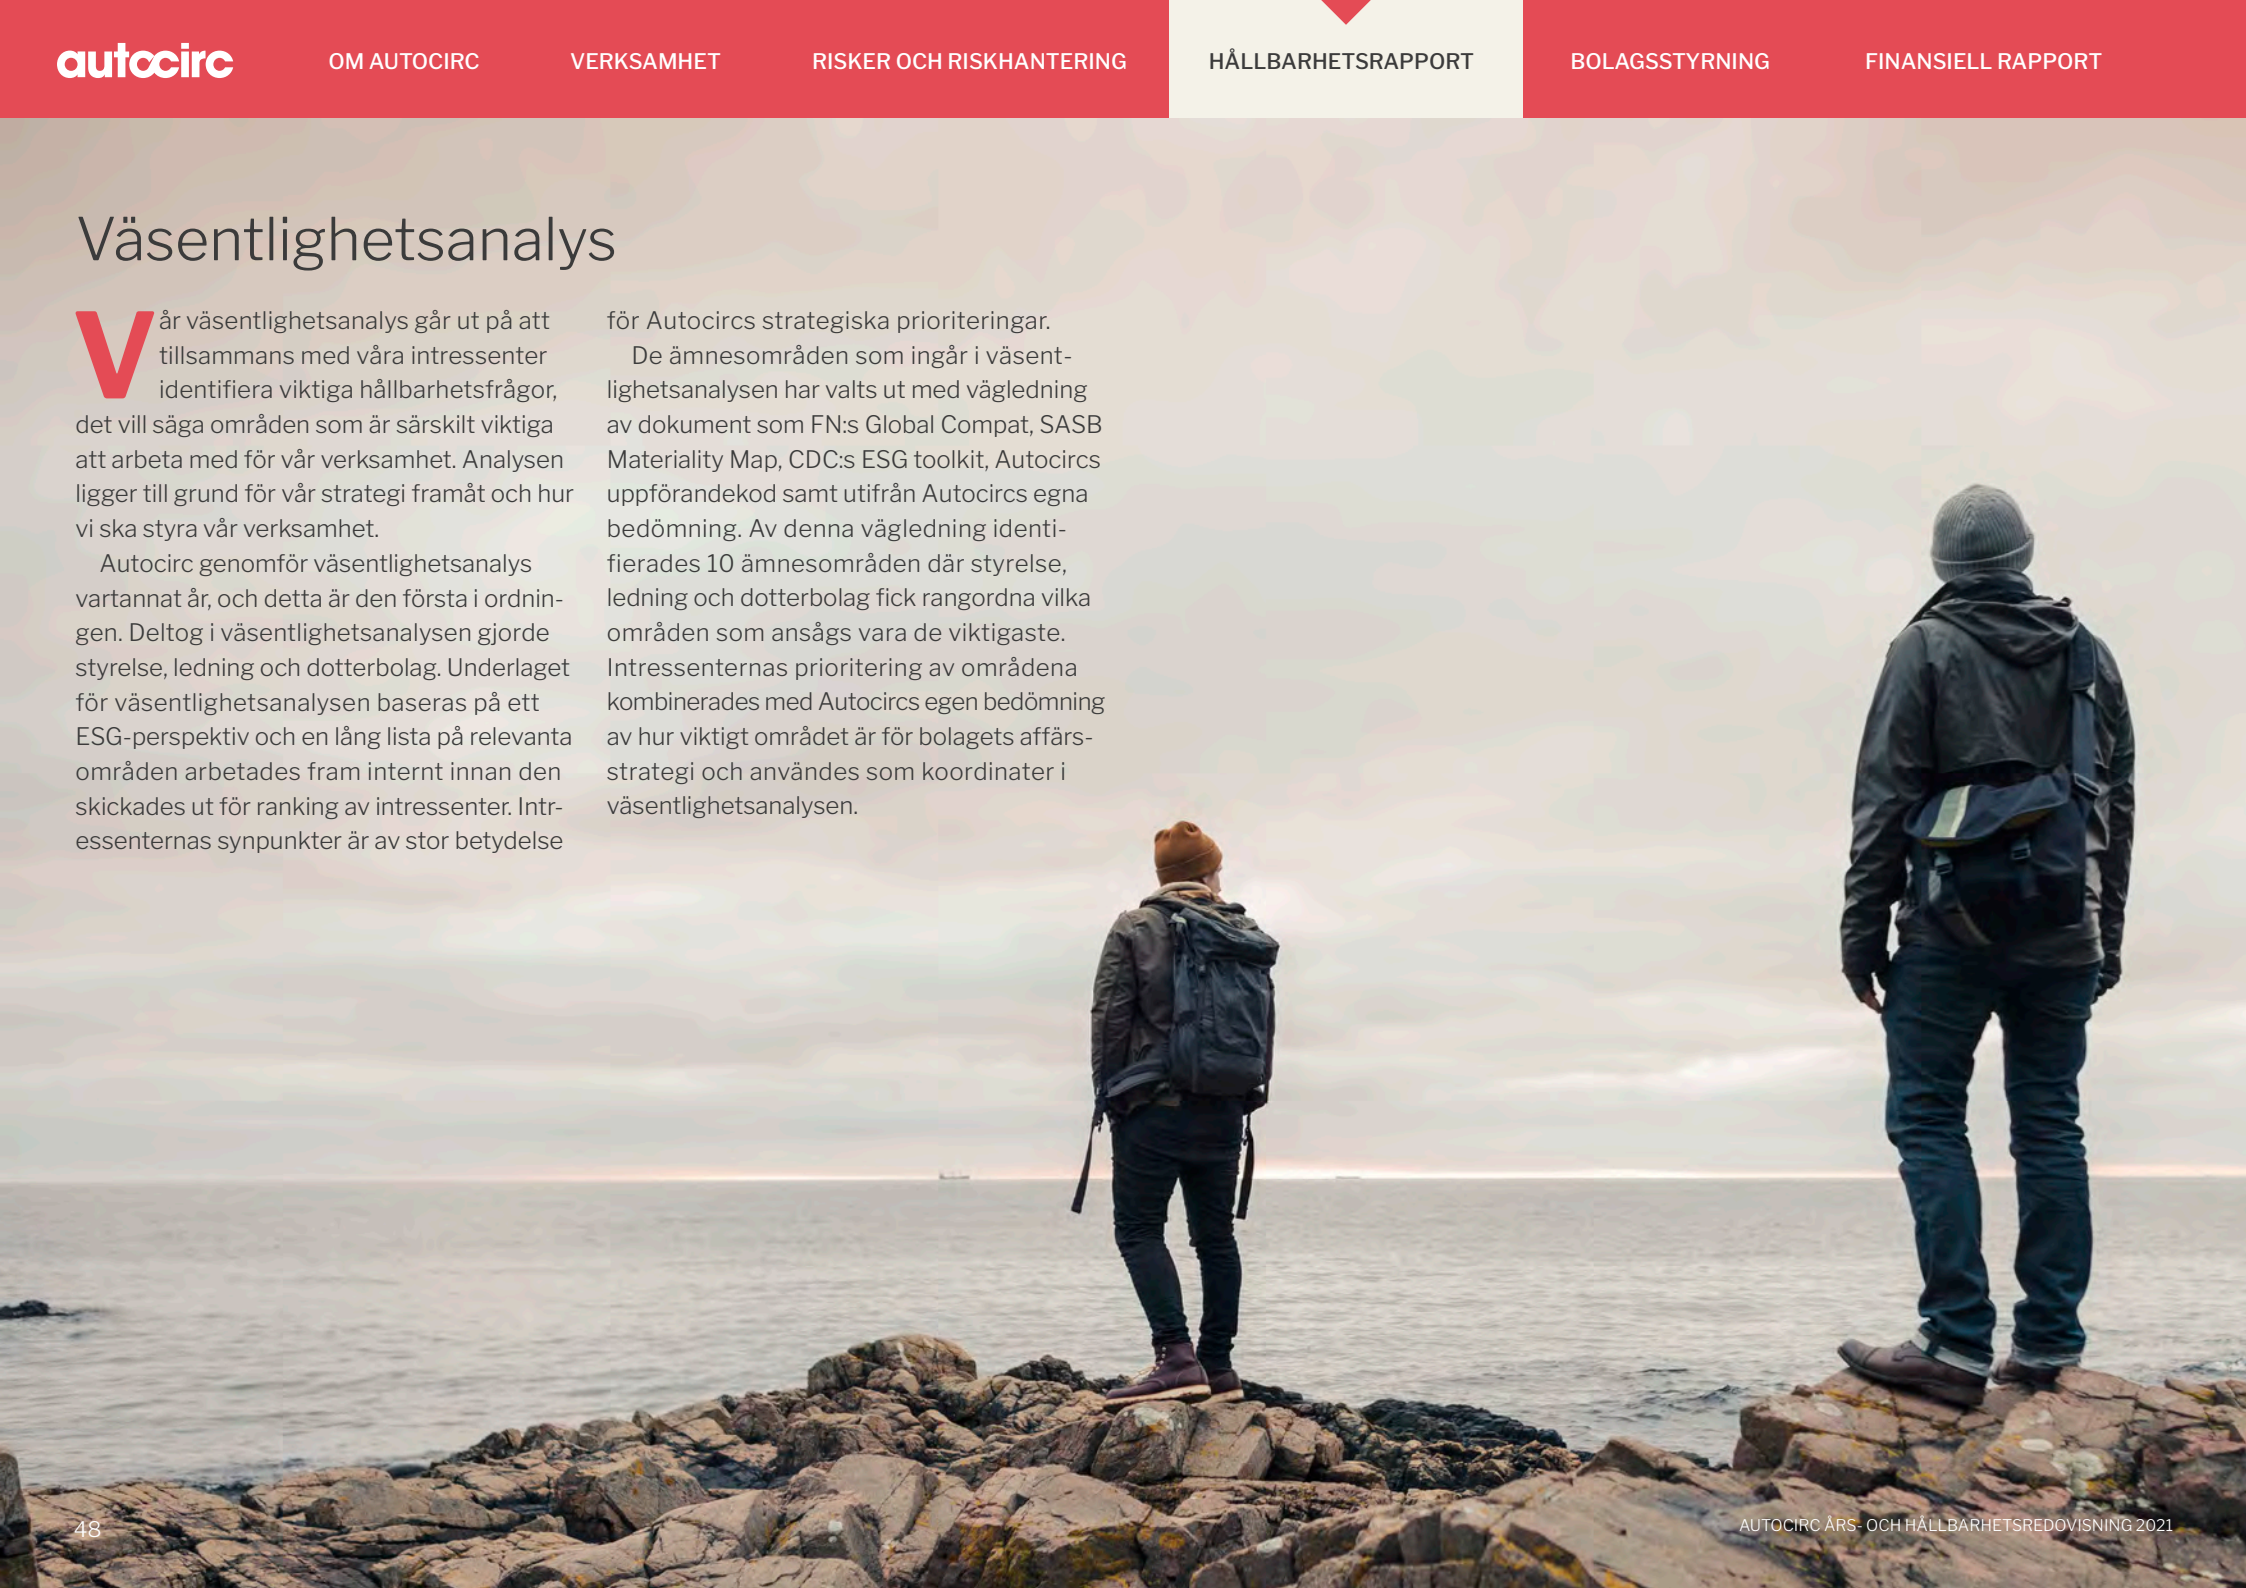 autocirc
OM AUTOCIRC
VERKSAMHET
RISKER OCH RISKHANTERING
HÅLLBARHETSRAPPORT
BOLAGSSTYRNING
FINANSIELL RAPPORT
Väsentlighetsanalys
Vår väsentlighetsanalys går ut på att
tillsammans med våra intressenter
identifiera viktiga hållbarhetsfrågor,
det vill säga områden som är särskilt viktiga
att arbeta med för vår verksamhet. Analysen
ligger till grund för vår strategi framåt och hur
vi ska styra vår verksamhet.
Autocirc genomför väsentlighetsanalys
vartannat år, och detta är den första i ordnin-
gen. Deltog i väsentlighetsanalysen gjorde
styrelse, ledning och dotterbolag. Underlaget
för väsentlighetsanalysen baseras på ett
ESG-perspektiv och en lång lista på relevanta
områden arbetades fram internt innan den
skickades ut för ranking av intressenter. Intr-
essenternas synpunkter är av stor betydelse
för Autocircs strategiska prioriteringar.
De ämnesområden som ingår i väsent-
lighetsanalysen har valts ut med vägledning
av dokument som FN:s Global Compat, SASB
Materiality Map, CDC:s ESG toolkit, Autocircs
uppförandekod samt utifrån Autocircs egna
bedömning. Av denna vägledning identi-
fierades 10 ämnesområden där styrelse,
ledning och dotterbolag fick rangordna vilka
områden som ansågs vara de viktigaste.
Intressenternas prioritering av områdena
kombinerades med Autocircs egen bedömning
av hur viktigt området är för bolagets affärs-
strategi och användes som koordinater i
väsentlighetsanalysen.
48
AUTOCIRC ÅRS- OCH HÅLLBARHETSREDOVISNING 2021